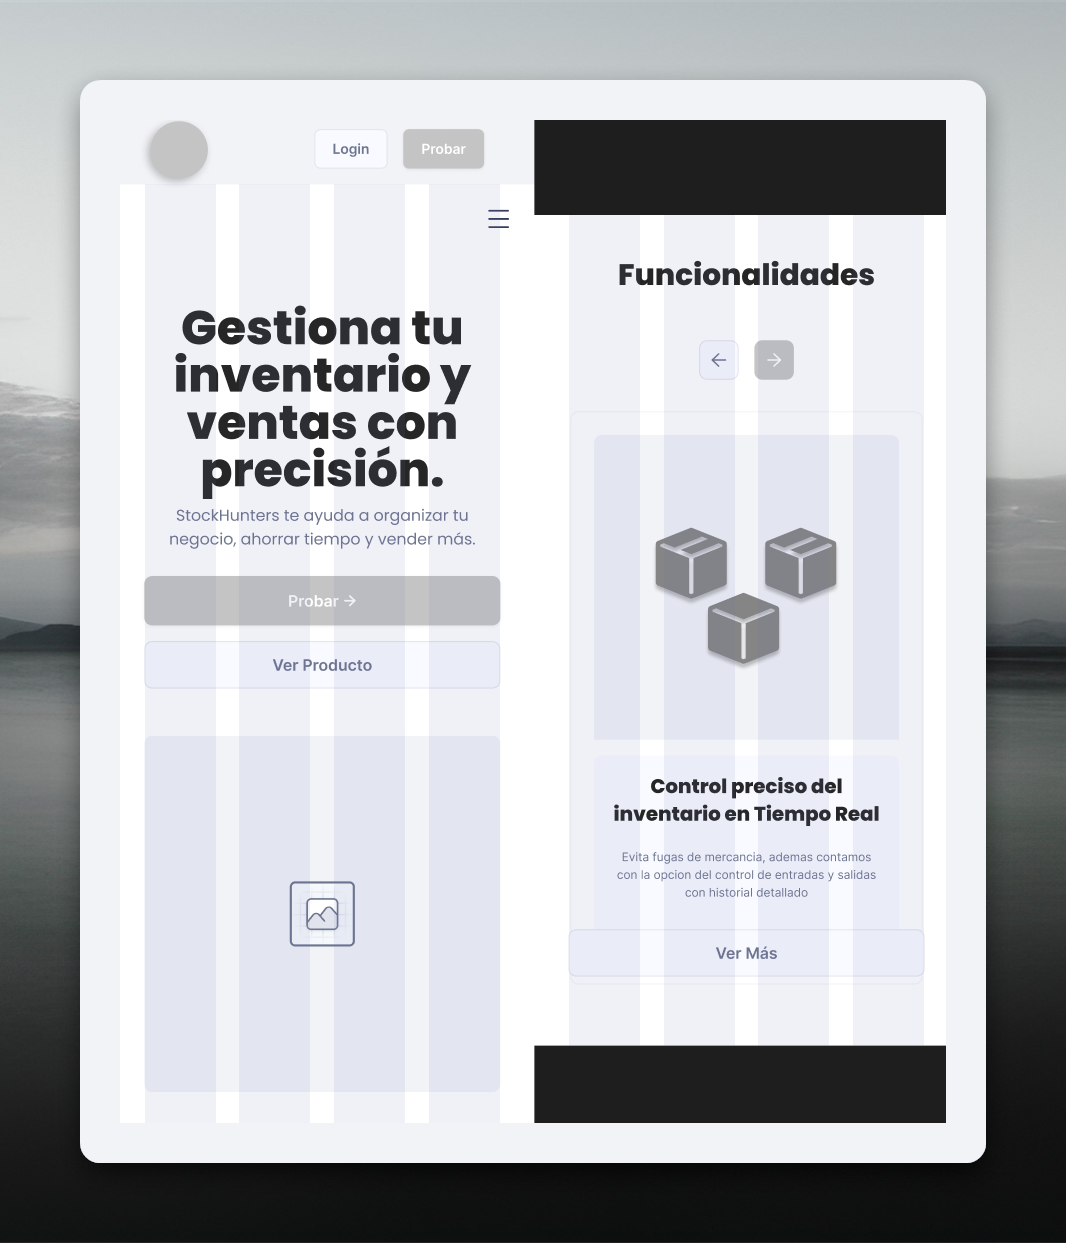 Login
Probar
Gestiona tu
inventario y
ventas con
precisión.
StockHunters te ayuda a organizar tu
negocio, ahorrar tiempo y vender más.
Probar →
Ver Producto
Funcionalidades
Control preciso del
inventario en Tiempo Real
Evita fugas de mercancia, ademas contamos
con la opcion del control de entradas y salidas
con historial detallado
Ver Más